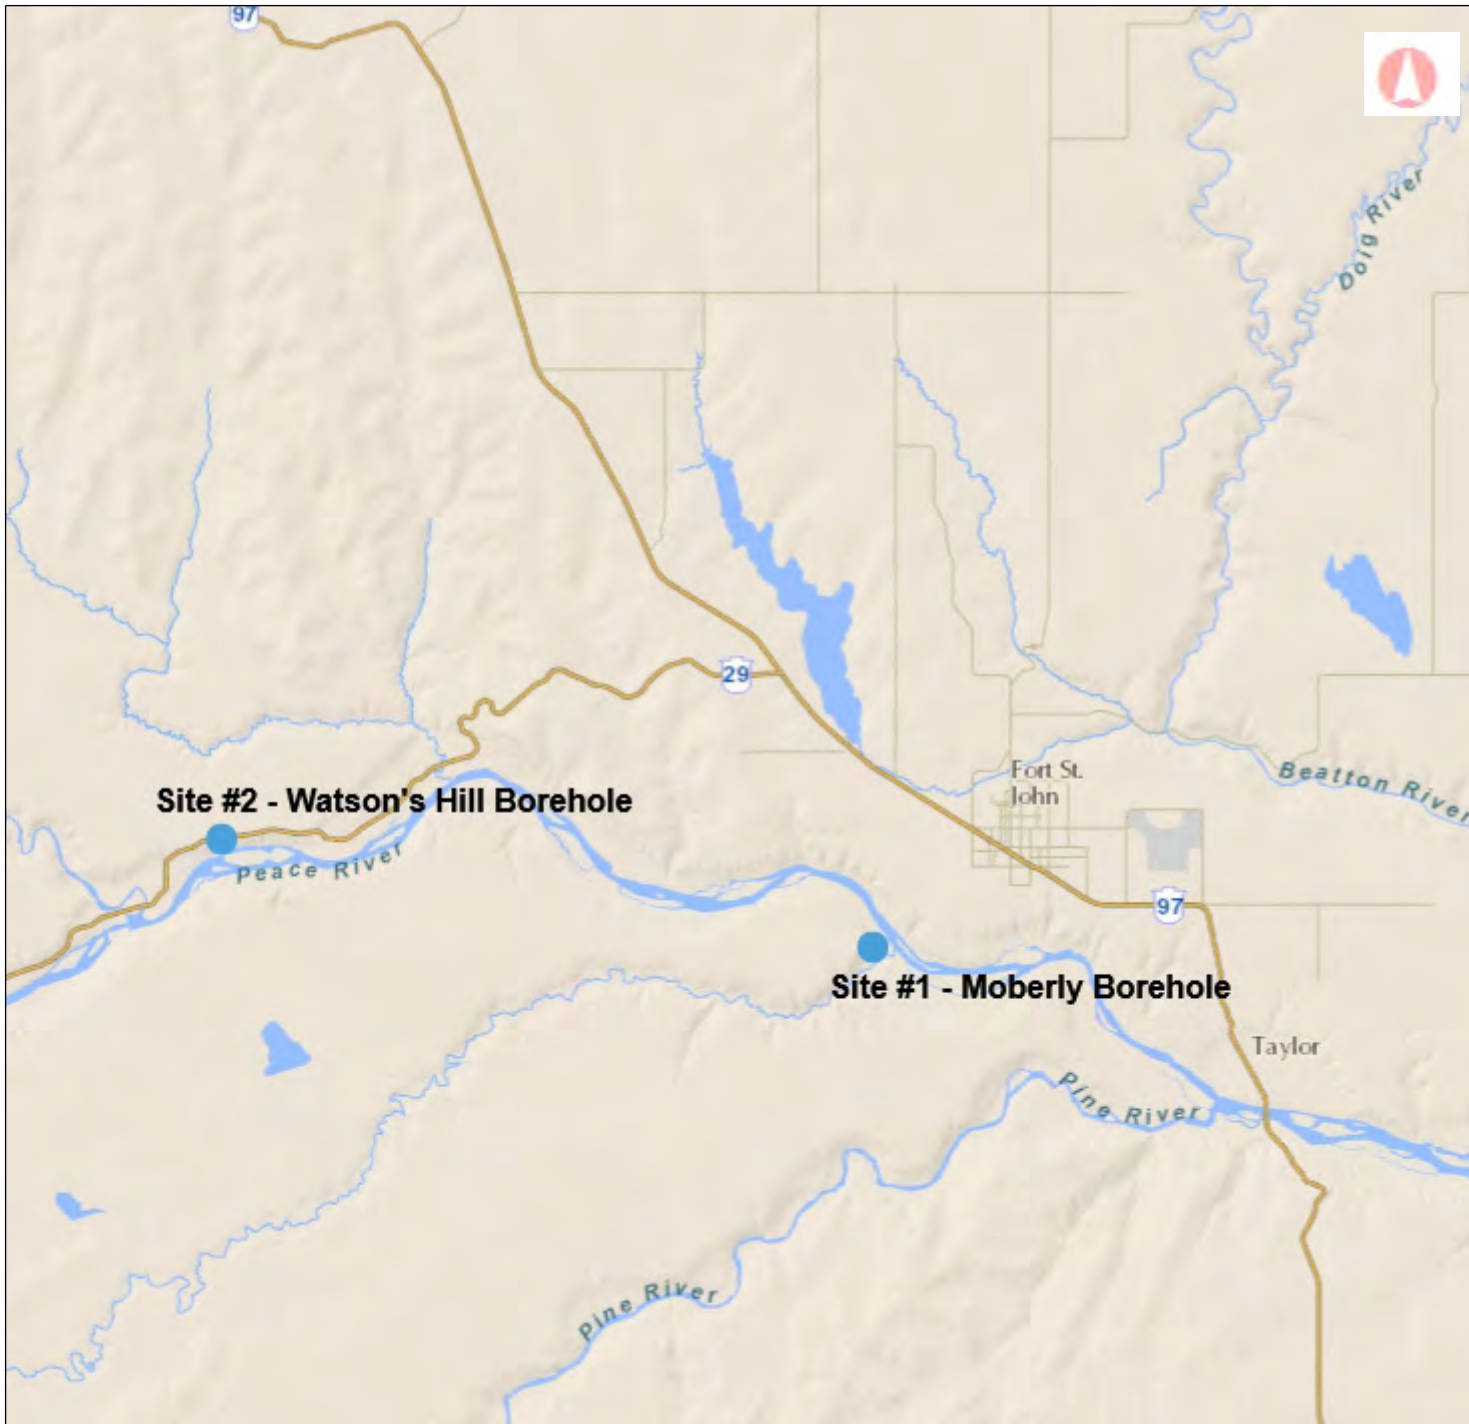 97
Doig River
29
Fort St.
John
Beatton River
Site #2 - Watson's Hill Borehole
Peace River
97
Site #1 - Moberly Borehole
Taylor
Pine River
Pine River